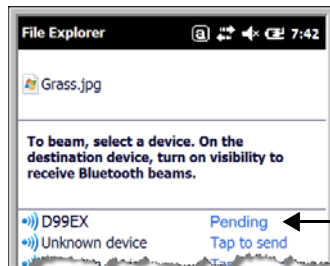 File Explorer a 7:42
Grass.jpg
To beam, select a device. On the
destination device, turn on visibility to
receive Bluetooth beams.
D99EX Pending
Unknown device Tap to send